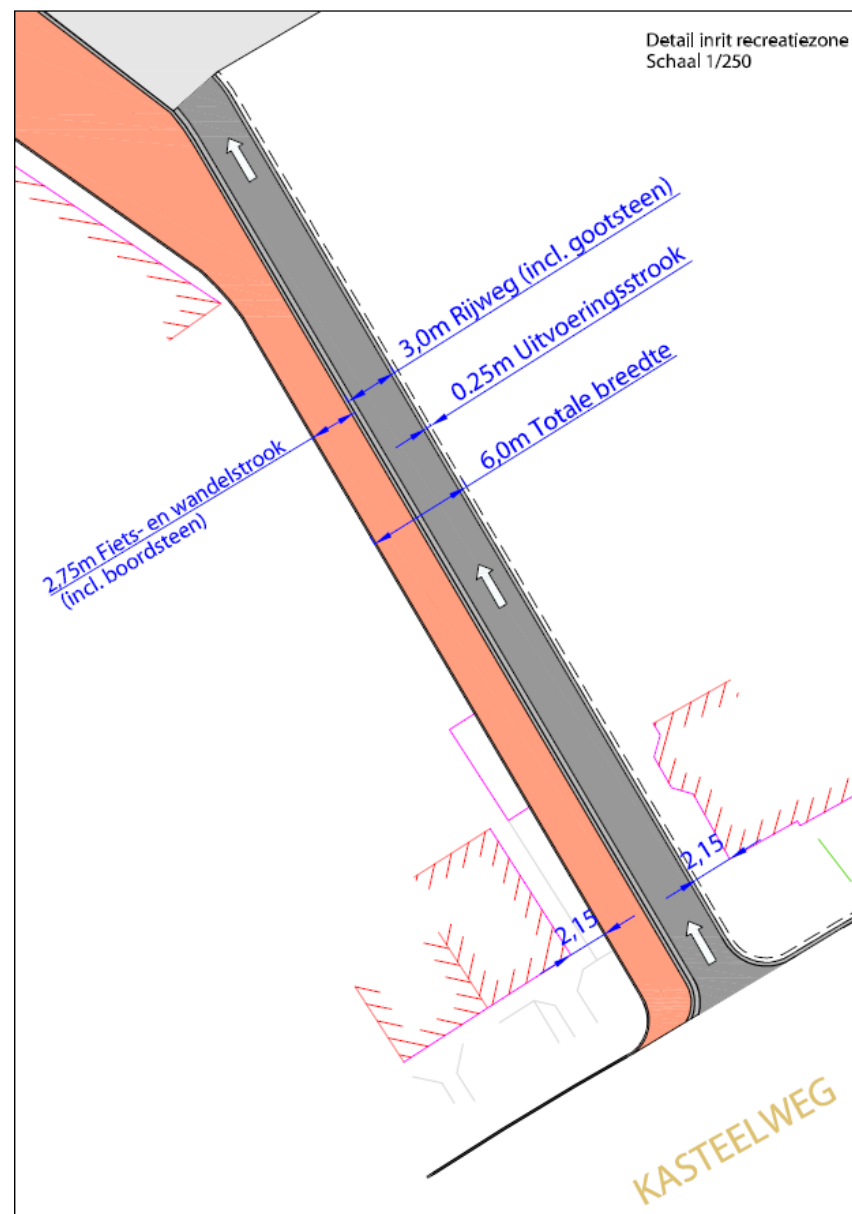 Detail inrit recreatiezone
Schaal 1/250
3,0m Rijweg (incl. gootsteen)
0.25m Uitvoeringsstrook
6,0m Totale breedte
2,75m Fiets- en wandelstrook
(incl. boordsteen)
2,15
2,15
KASTEELWEG